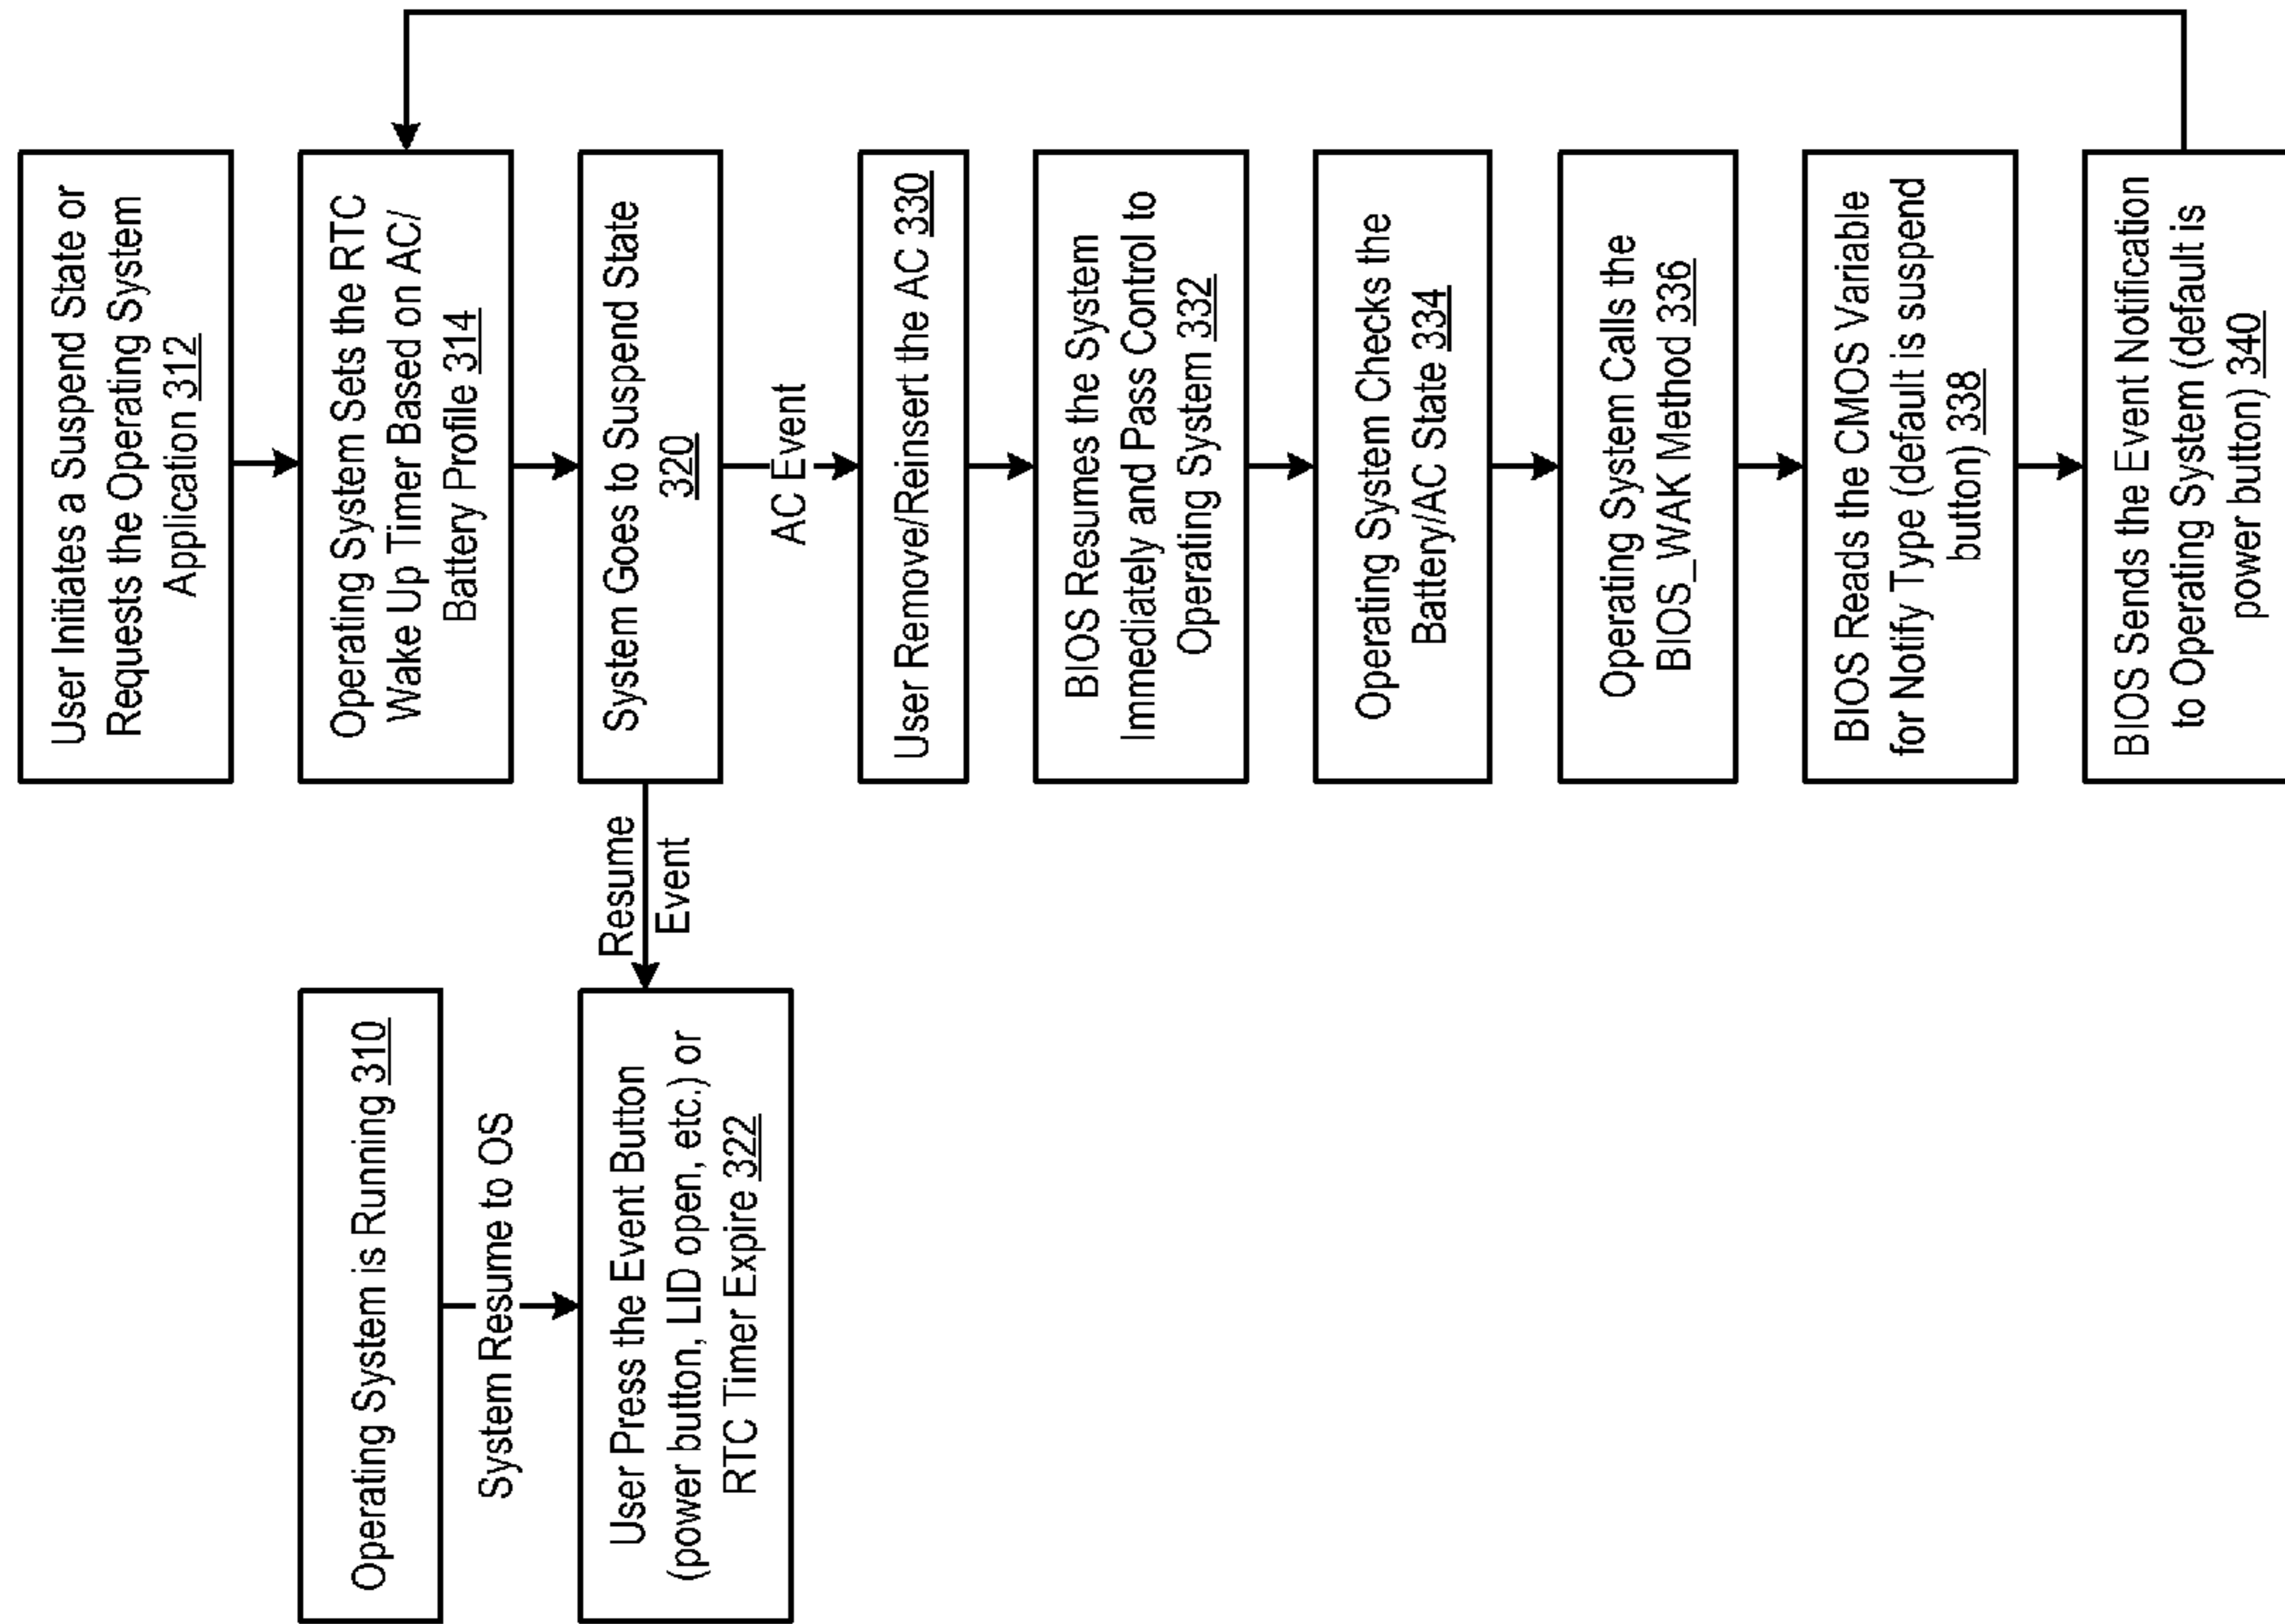 User Initiates a Suspend State or
Requests the Operating System
Application 312
Operating System Sets the RTC
Wake Up Timer Based on AC/
Battery Profile 314
System Goes to Suspend State
320
Resume
Event
Operating System is Running 310
System Resume to OS
User Press the Event Button
(power button, LID open, etc.) or
RTC Timer Expire 322
AC Event
User Remove/Reinsert the AC 330
BIOS Resumes the System
Immediately and Pass Control to
Operating System 332
Operating System Checks the
Battery/AC State 334
Operating System Calls the
BIOS_WAK Method 336
BIOS Reads the CMOS Variable
for Notify Type (default is suspend
button) 338
BIOS Sends the Event Notification
to Operating System (default is
power button) 340